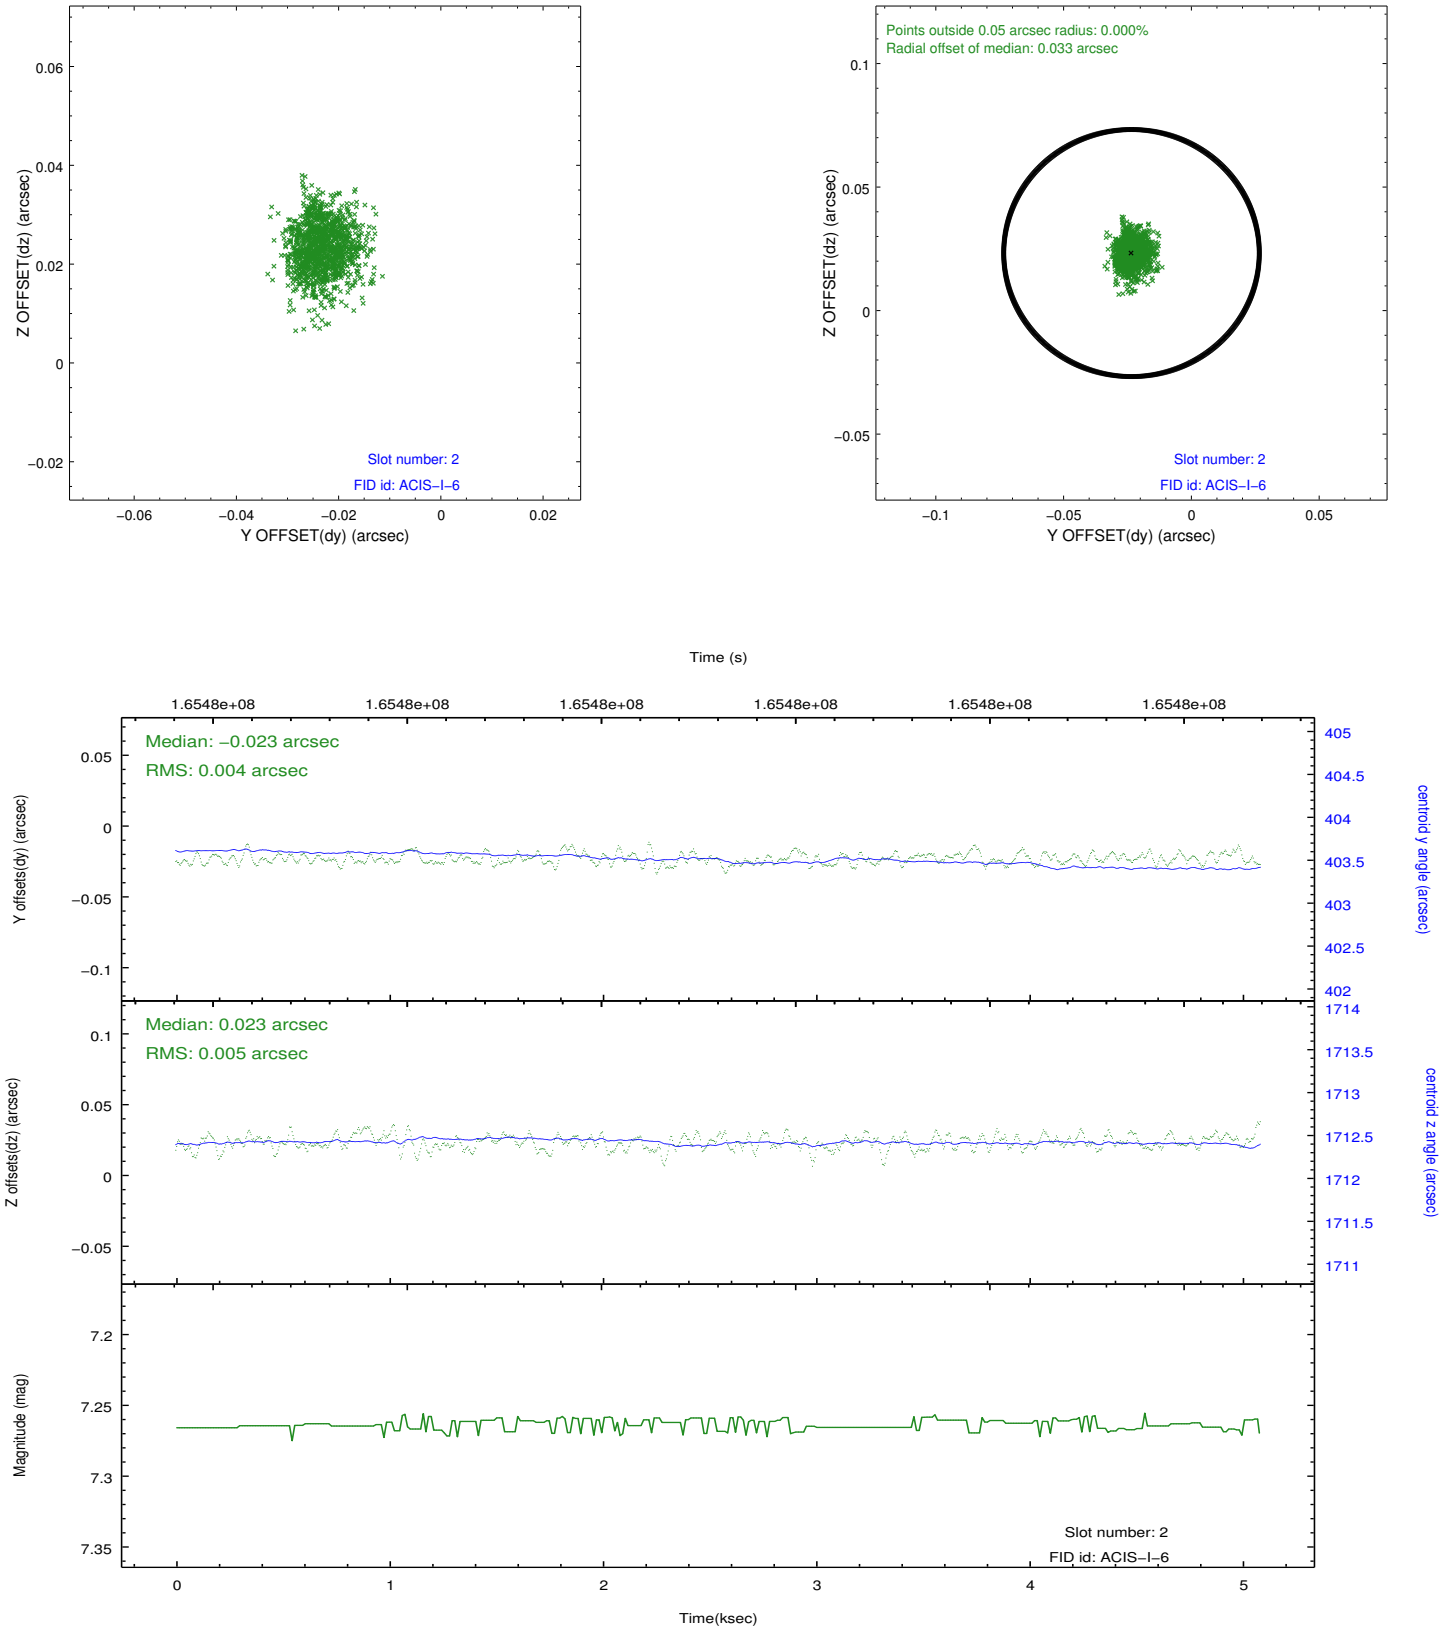 0.06
0.04
0.02
0
−0.02
Z OFFSET(dz) (arcsec)
Slot number: 2
FID id: ACIS−I−6
−0.06 −0.04 −0.02 0 0.02
Y OFFSET(dy) (arcsec)
Points outside 0.05 arcsec radius: 0.000%
Radial offset of median: 0.033 arcsec
0.1
0.05
0
−0.05
Z OFFSET(dz) (arcsec)
Slot number: 2
FID id: ACIS−I−6
−0.1 −0.05 0 0.05
Y OFFSET(dy) (arcsec)
Time (s)
1.6548e+08 1.6548e+08 1.6548e+08 1.6548e+08 1.6548e+08 1.6548e+08
Median: −0.023 arcsec
RMS: 0.004 arcsec
0.05
0
−0.05
−0.1
Y offsets(dy) (arcsec)
405
404.5
404
403.5
403
402.5
402
centroid y angle (arcsec)
Median: 0.023 arcsec
RMS: 0.005 arcsec
0.1
0.05
0
−0.05
Z offsets(dz) (arcsec)
1714
1713.5
1713
1712.5
1712
1711.5
1711
centroid z angle (arcsec)
7.2
7.25
7.3
7.35
Magnitude (mag)
Slot number: 2
FID id: ACIS−I−6
0 1 2 3 4 5
Time(ksec)